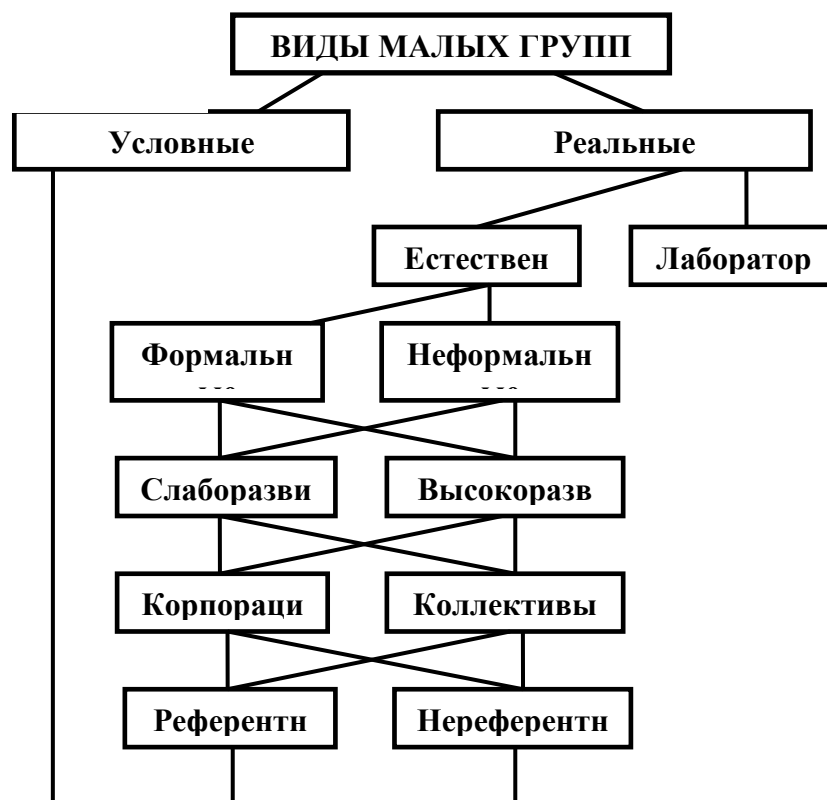 ВИДЫ МАЛЫХ ГРУПП
Условные
Реальные
Естествен
Лаборатор
Формальн
Неформальн
Слаборазви
Высокоразв
Корпораци
Коллективы
Референтн
Нереферентн